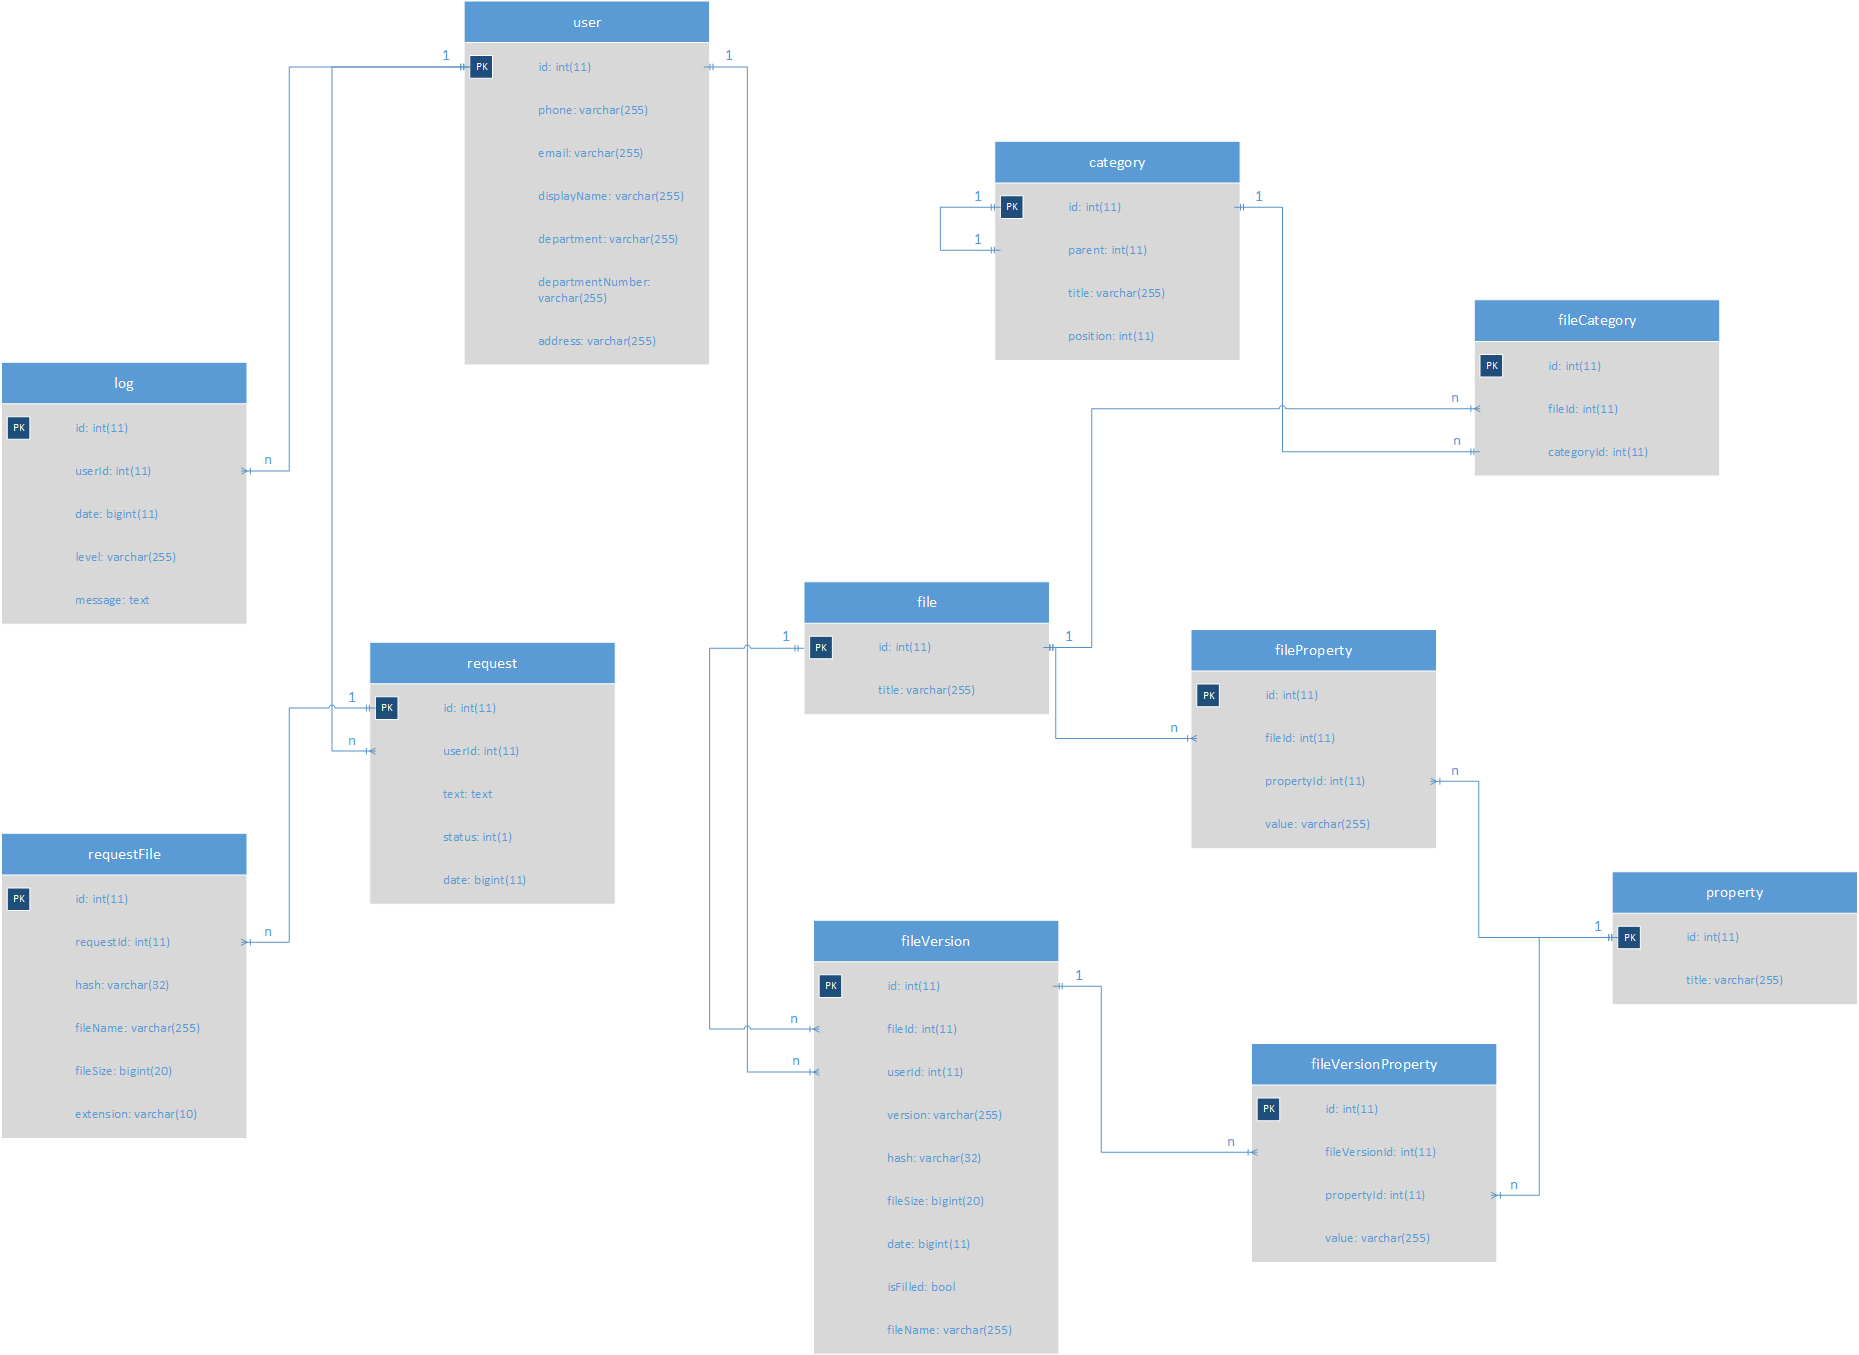 user
1
PK
id: int(11)
1
phone: varchar(255)
email: varchar(255)
displayName: varchar(255)
department: varchar(255)
departmentNumber:
varchar(255)
address: varchar(255)
category
1
PK
id: int(11)
1
1
parent: int(11)
title: varchar(255)
position: int(11)
fileCategory
PK
id: int(11)
n
fileId: int(11)
n
categoryId: int(11)
log
PK
id: int(11)
userId: int(11)
n
date: bigint(11)
level: varchar(255)
message: text
file
1
PK
id: int(11)
1
title: varchar(255)
request
1
PK
id: int(11)
n
userId: int(11)
text: text
status: int(1)
date: bigint(11)
fileProperty
PK
id: int(11)
n
fileId: int(11)
propertyId: int(11)
n
value: varchar(255)
requestFile
PK
id: int(11)
requestId: int(11)
n
hash: varchar(32)
fileName: varchar(255)
fileSize: bigint(20)
extension: varchar(10)
property
1
PK
id: int(11)
title: varchar(255)
fileVersion
PK
id: int(11)
1
n
fileId: int(11)
n
userId: int(11)
version: varchar(255)
hash: varchar(32)
fileSize: bigint(20)
date: bigint(11)
isFilled: bool
fileName: varchar(255)
fileVersionProperty
PK
id: int(11)
n
fileVersionId: int(11)
propertyId: int(11)
n
value: varchar(255)